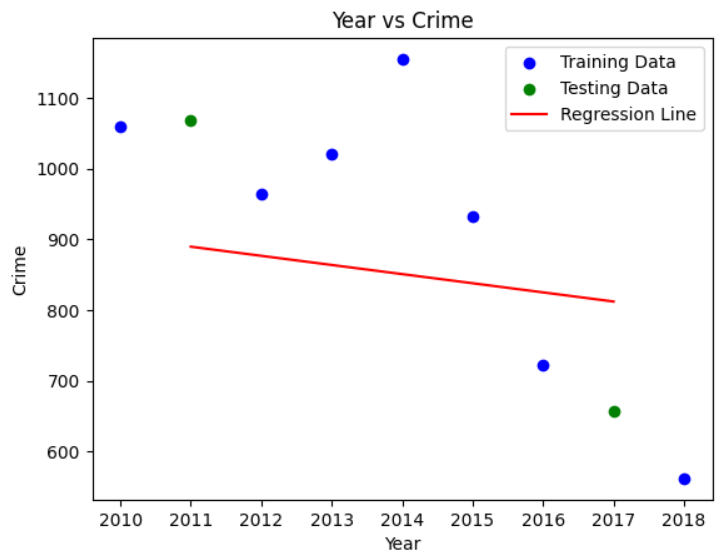 Year vs Crime
Training Data
Testing Data
Regression Line
Crime
1100
1000
900
800
700
600
2010 2011 2012 2013 2014 2015 2016 2017 2018
Year